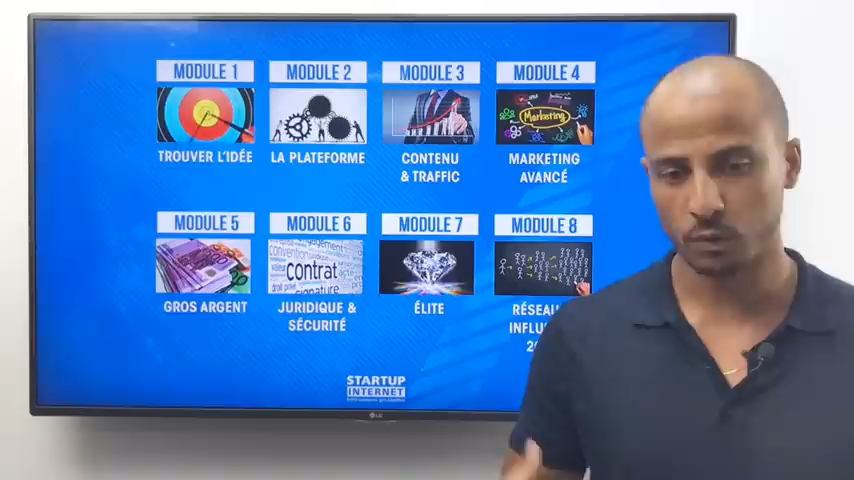 MODULE 1
MODULE 2
MODULE 3
MODULE 4
Marketing
TROUVER L'IDÉE
LA PLATEFORME
CONTENU
& TRAFFIC
MARKETING
AVANCÉ
MODULE 5
MODULE 6
MODULE 7
MODULE 8
contrat
signature
GROS ARGENT
JURIDIQUE &
SÉCURITÉ
ÉLITE
STARTUP
INTERNET
LG